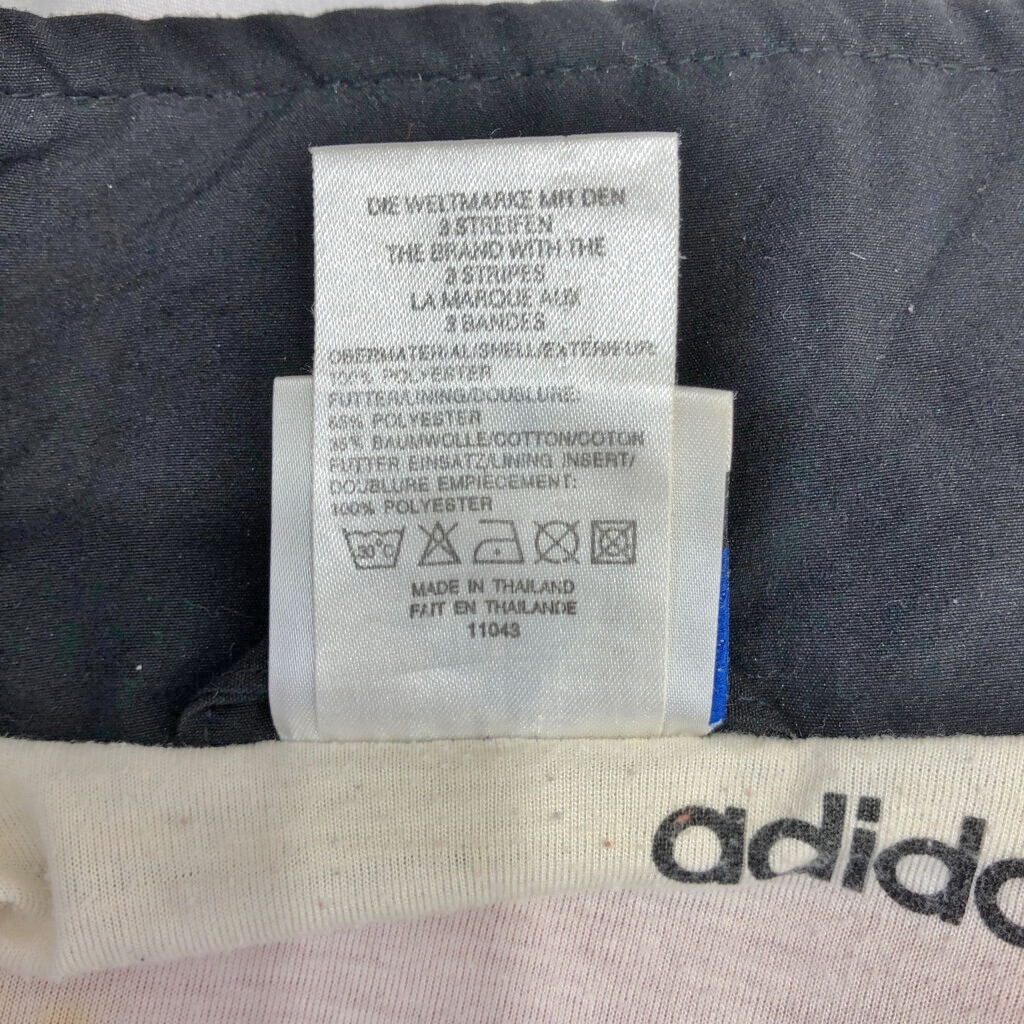 DIE WELTMARKE MIT DEN
3 STREIFEN
THE BRAND WITH THE
3 STRIPES
LA MARQUE AUX
3 BANDES
OBERMATERIAL/SHELL/EXTÉRIEUR:
100% POLYESTER
FUTTER/LINING/DOUBLURE:
65% POLYESTER
35% BAUMWOLLE/COTTON/COTON
FUTTER EINSATZ/LINING INSERT/
DOUBLURE EMPIECEMENT:
100% POLYESTER
30°C
MADE IN THAILAND
FAIT EN THAILANDE
11043
adida